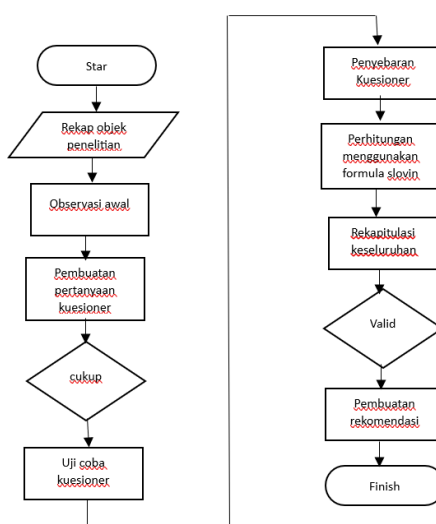 Star
Rekap objek
penelitian
Observasi awal
Pembuatan
pertanyaan
kuesioner
cukup
Uji coba
kuesioner
Penyebaran
Kuesioner
Perhitungan
menggunakan
formula slovin
Rekapitulasi
keseluruhan
Valid
Pembuatan
rekomendasi
Finish